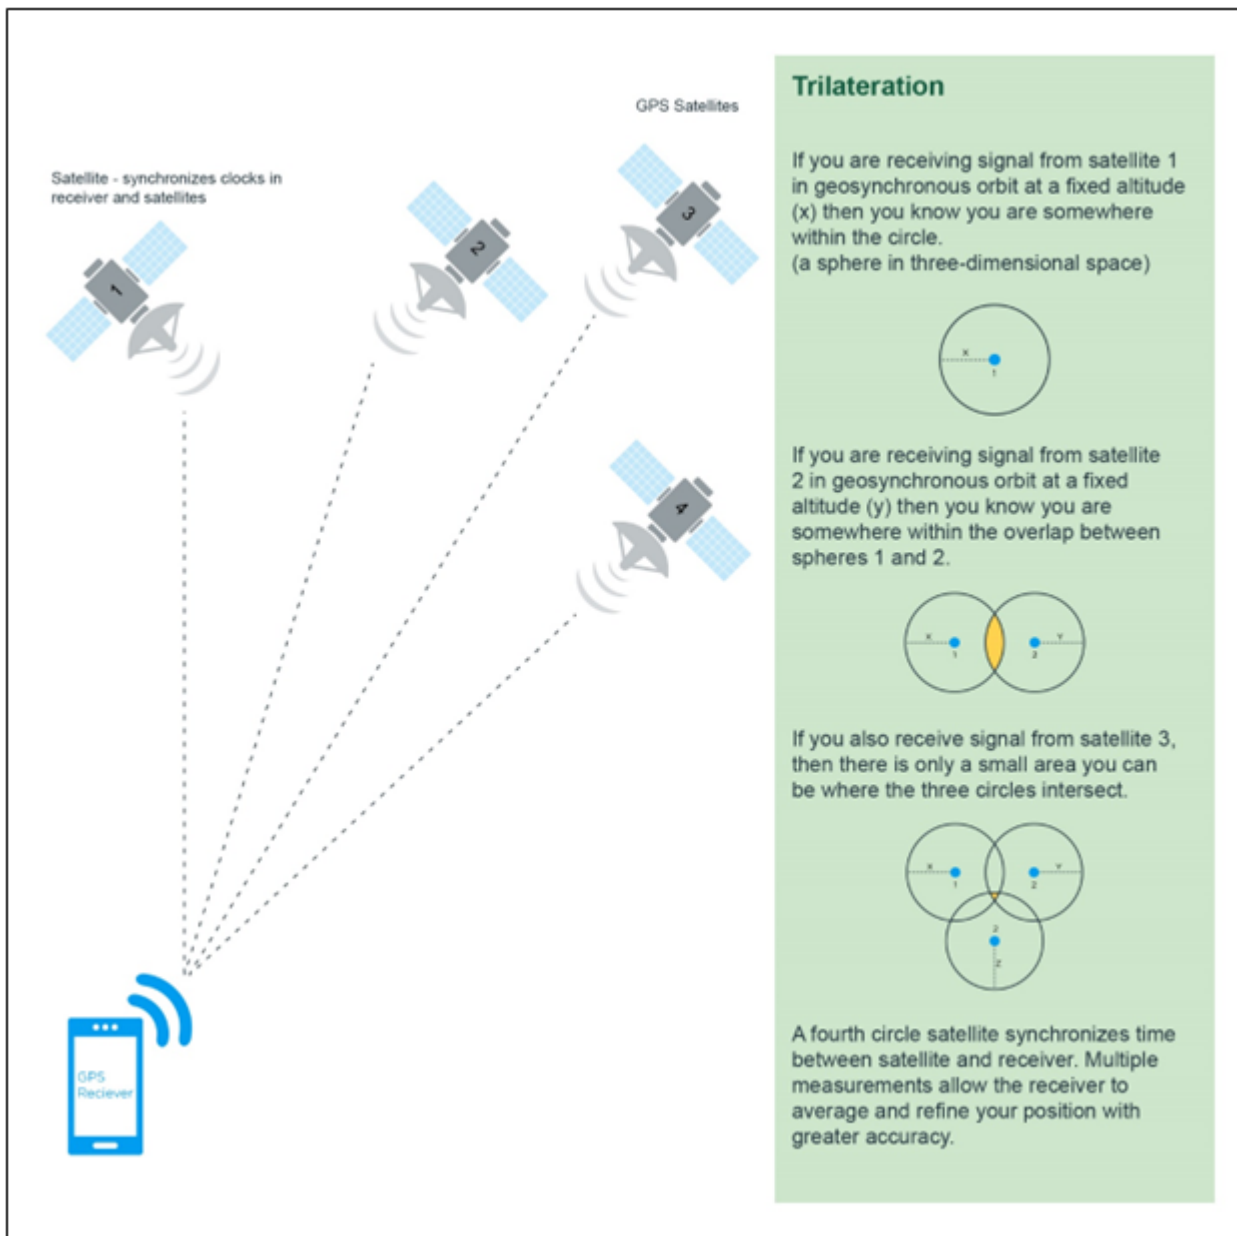 GPS Satellites
Satellite - synchronizes clocks in
receiver and satellites
1
2
3
4
GPS
Reciever
Trilateration
If you are receiving signal from satellite 1
in geosynchronous orbit at a fixed altitude
(x) then you know you are somewhere
within the circle.
(a sphere in three-dimensional space)
X
1
If you are receiving signal from satellite
2 in geosynchronous orbit at a fixed
altitude (y) then you know you are
somewhere within the overlap between
spheres 1 and 2.
X
1
2
Y
If you also receive signal from satellite 3,
then there is only a small area you can
be where the three circles intersect.
X
1
2
Y
2
Z
A fourth circle satellite synchronizes time
between satellite and receiver. Multiple
measurements allow the receiver to
average and refine your position with
greater accuracy.